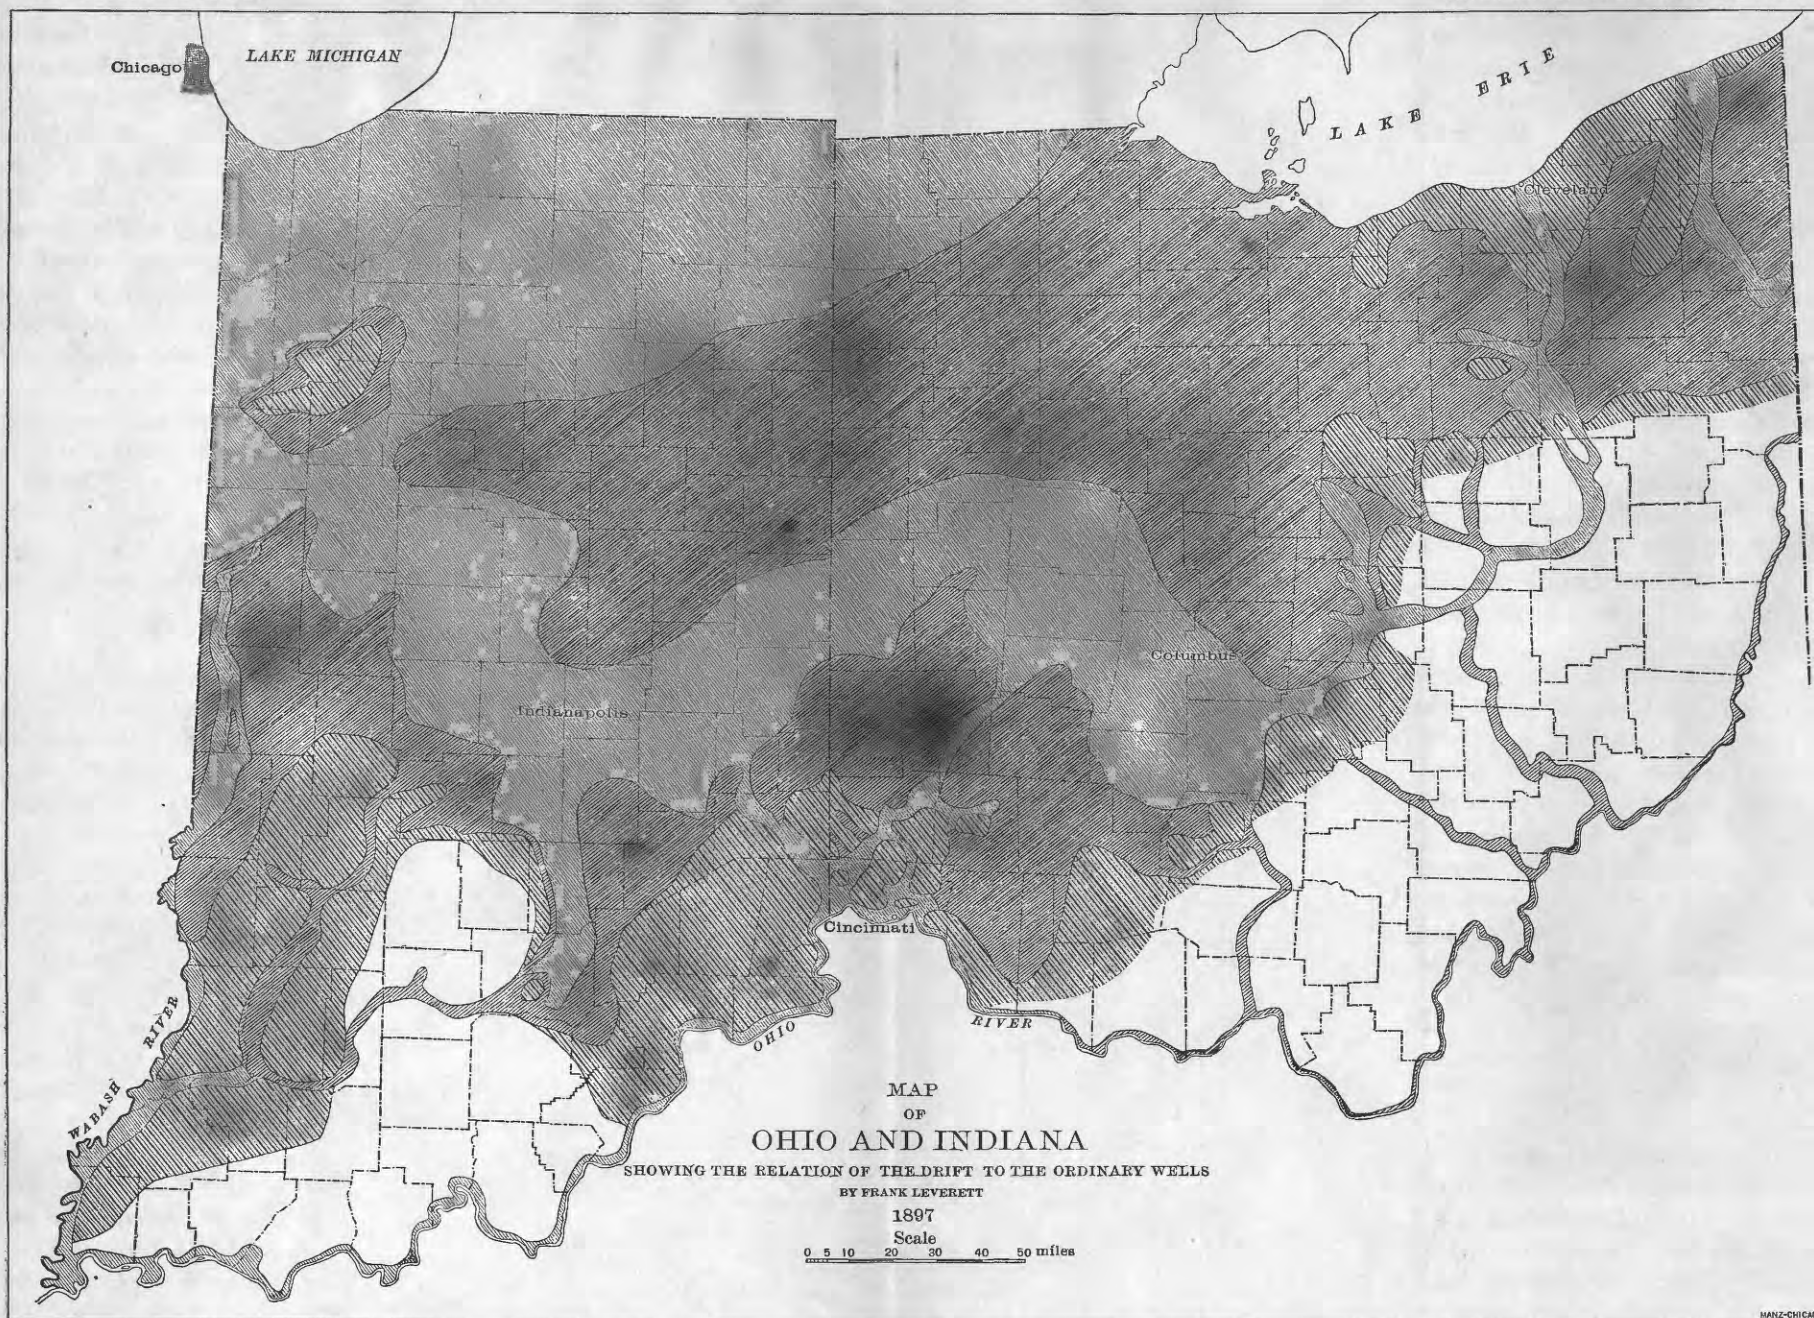 Chicago
LAKE MICHIGAN
LAKE ERIE
Cleveland
Columbus
Indianapolis
Cincinnati
WABASH RIVER
OHIO
RIVER
MAP
OF
OHIO AND INDIANA
SHOWING THE RELATION OF THE DRIFT TO THE ORDINARY WELLS
BY FRANK LEVERETT
1897
Scale
0 5 10 20 30 40 50 miles